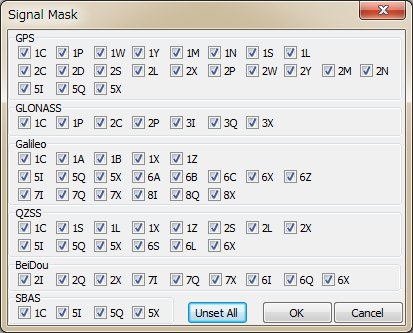 Signal Mask
GPS
1C 1P 1W 1Y 1M 1N 1S 1L
2C 2D 2S 2L 2X 2P 2W 2Y 2M 2N
5I 5Q 5X
GLONASS
1C 1P 2C 2P 3I 3Q 3X
Galileo
1C 1A 1B 1X 1Z
5I 5Q 5X 6A 6B 6C 6X 6Z
7I 7Q 7X 8I 8Q 8X
QZSS
1C 1S 1L 1X 1Z 2S 2L 2X
5I 5Q 5X 6S 6L 6X
BeiDou
2I 2Q 2X 7I 7Q 7X 6I 6Q 6X
SBAS
1C 5I 5Q 5X
Unset All OK Cancel